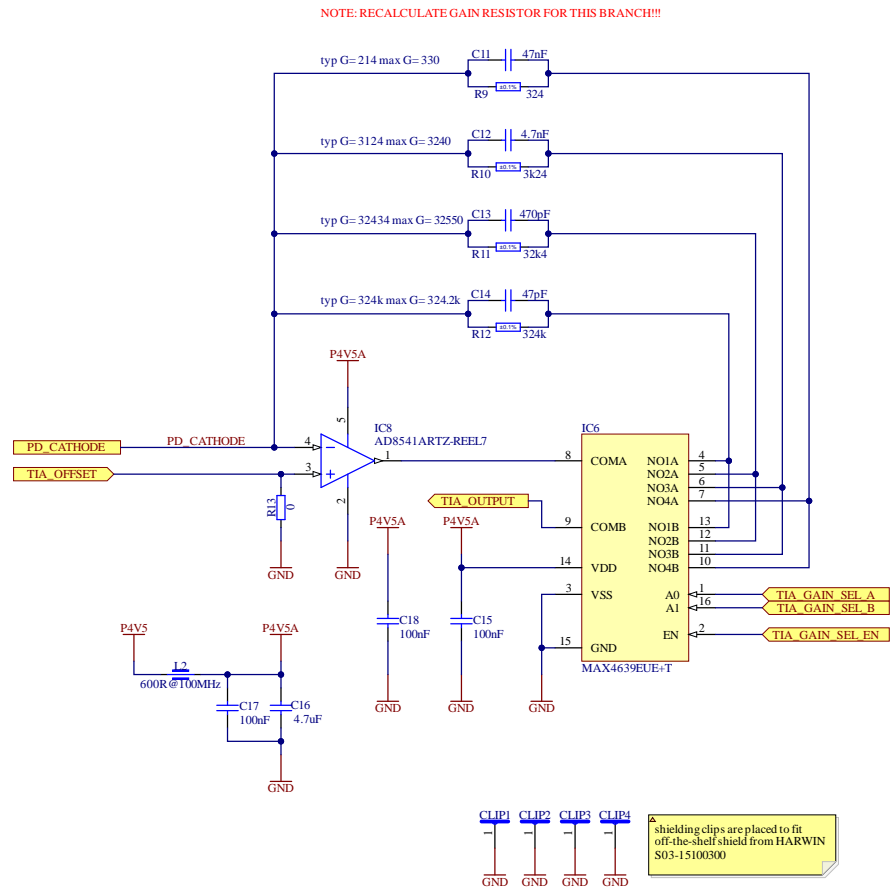 NOTE: RECALCULATE GAIN RESISTOR FOR THIS BRANCH!!!
typ G= 214 max G= 330
C11 47nF
±0.1%
R9 324
typ G= 3124 max G= 3240
C12 4.7nF
±0.1%
R10 3k24
typ G= 32434 max G= 32550
C13 470pF
±0.1%
R11 32k4
typ G= 324k max G= 324.2k
C14 47pF
±0.1%
R12 324k
P4V5A
5
IC8
AD8541ARTZ-REEL7
PD_CATHODE PD_CATHODE 4
1
TIA_OFFSET 3
2
R13
0
GND
GND
IC6
8 COMA NO1A 4
NO2A 5
NO3A 6
NO4A 7
TIA_OUTPUT
9 COMB NO1B 13
NO2B 12
NO3B 11
NO4B 10
14 VDD
3 VSS A0 1 TIA_GAIN_SEL_A
A1 16 TIA_GAIN_SEL_B
EN 2 TIA_GAIN_SEL_EN
15 GND
MAX4639EUE+T
P4V5A
C18
100nF
GND
P4V5A
C15
100nF
GND
GND
P4V5
P4V5A
L2
600R@100MHz
C17
100nF
C16
4.7uF
GND
CLIP1 CLIP2 CLIP3 CLIP4
1 1 1 1
GND GND GND GND
shielding clips are placed to fit
off-the-shelf shield from HARWIN
S03-15100300